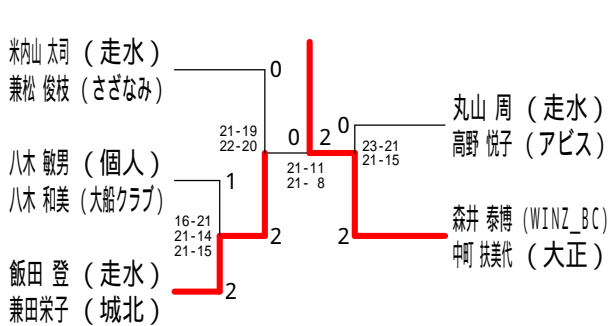 米内山 太司 (走水)
兼松 俊枝 (さざなみ)
八木 敏男 (個人)
八木 和美 (大船クラブ)
飯田 登 (走水)
兼田栄子 (城北)
0
21-19
22-20
1
16-21
21-14
21-15
2
2
0 2
21-11
21- 8
0
23-21
21-15
2
丸山 周 (走水)
高野 悦子 (アビス)
森井 泰博 (WINZ_BC)
中町 扶美代 (大正)